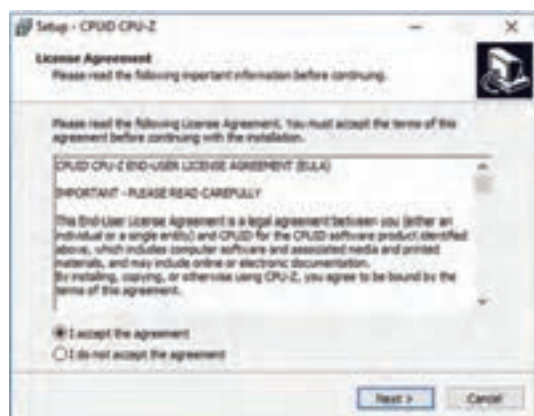 Setup - CPUID CPU-Z
License Agreement
Please read the following important information before continuing.
Please read the following License Agreement. You must accept the terms of this
agreement before continuing with the installation.
CPUID CPU-Z END-USER LICENSE AGREEMENT (EULA)
IMPORTANT - PLEASE READ CAREFULLY
This End-User License Agreement is a legal agreement between you (either an
individual or a single entity) and CPUID for the CPUID software product identified
above, which includes computer software and associated media and printed
materials, and may include online or electronic documentation.
By installing, copying, or otherwise using CPU-Z, you agree to be bound by the
terms of this agreement.
I accept the agreement
I do not accept the agreement
Next >
Cancel